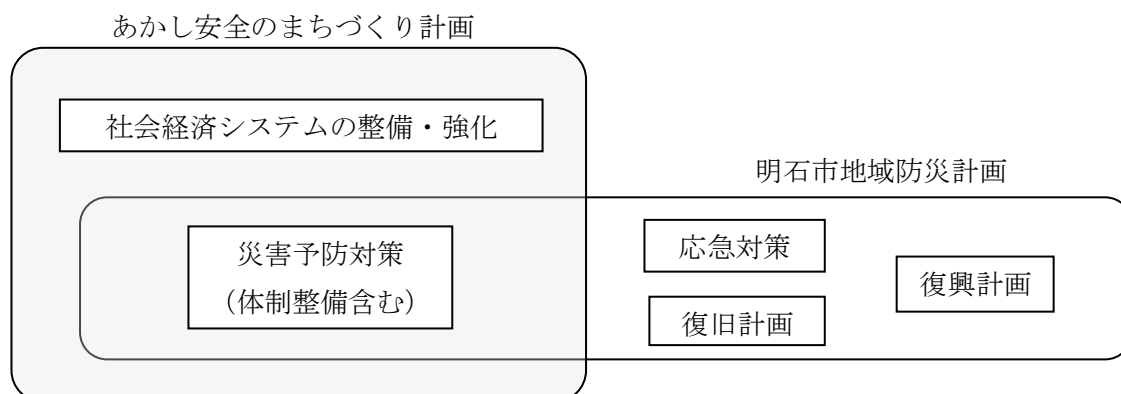 あかし安全のまちづくり計画
社会経済システムの整備・強化
明石市地域防災計画
災害予防対策
（体制整備含む）
応急対策
復旧計画
復興計画